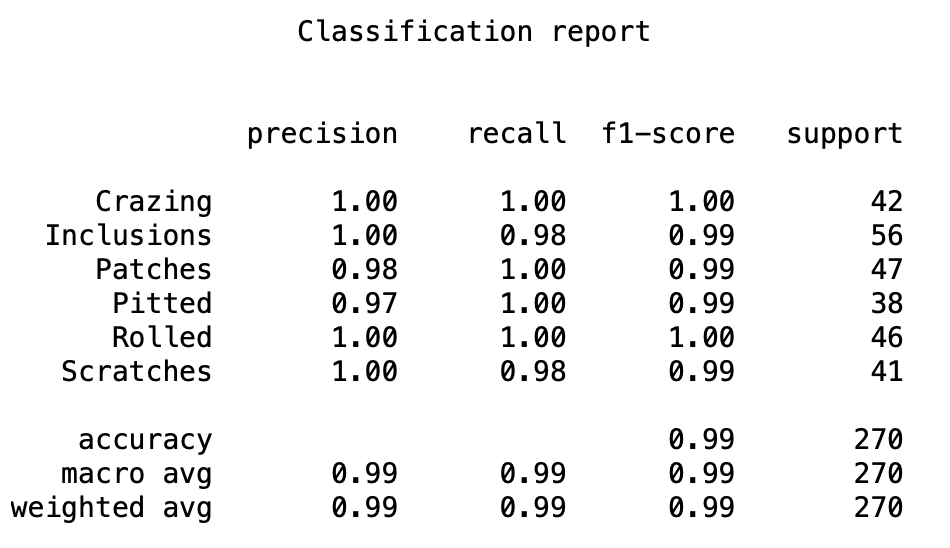 Classification report
precision recall f1-score support
Crazing 1.00 1.00 1.00 42
Inclusions 1.00 0.98 0.99 56
Patches 0.98 1.00 0.99 47
Pitted 0.97 1.00 0.99 38
Rolled 1.00 1.00 1.00 46
Scratches 1.00 0.98 0.99 41
accuracy 0.99 270
macro avg 0.99 0.99 0.99 270
weighted avg 0.99 0.99 0.99 270